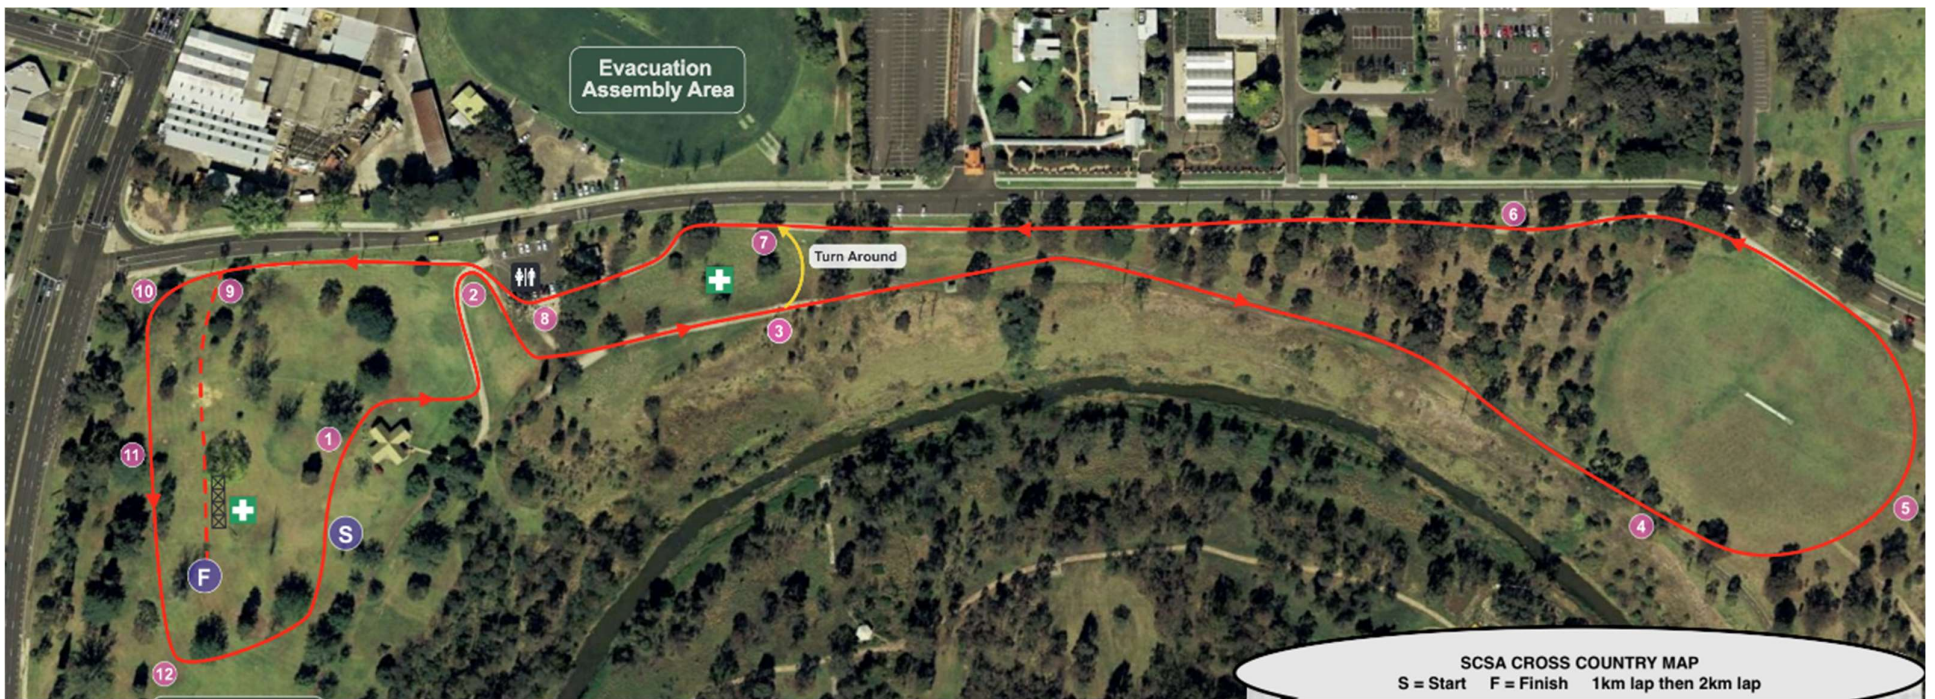 Evacuation
Assembly Area
6
7
Turn Around
10
9
2
8
3
1
11
S
4
5
F
12
SCSA CROSS COUNTRY MAP
S = Start F = Finish 1km lap then 2km lap